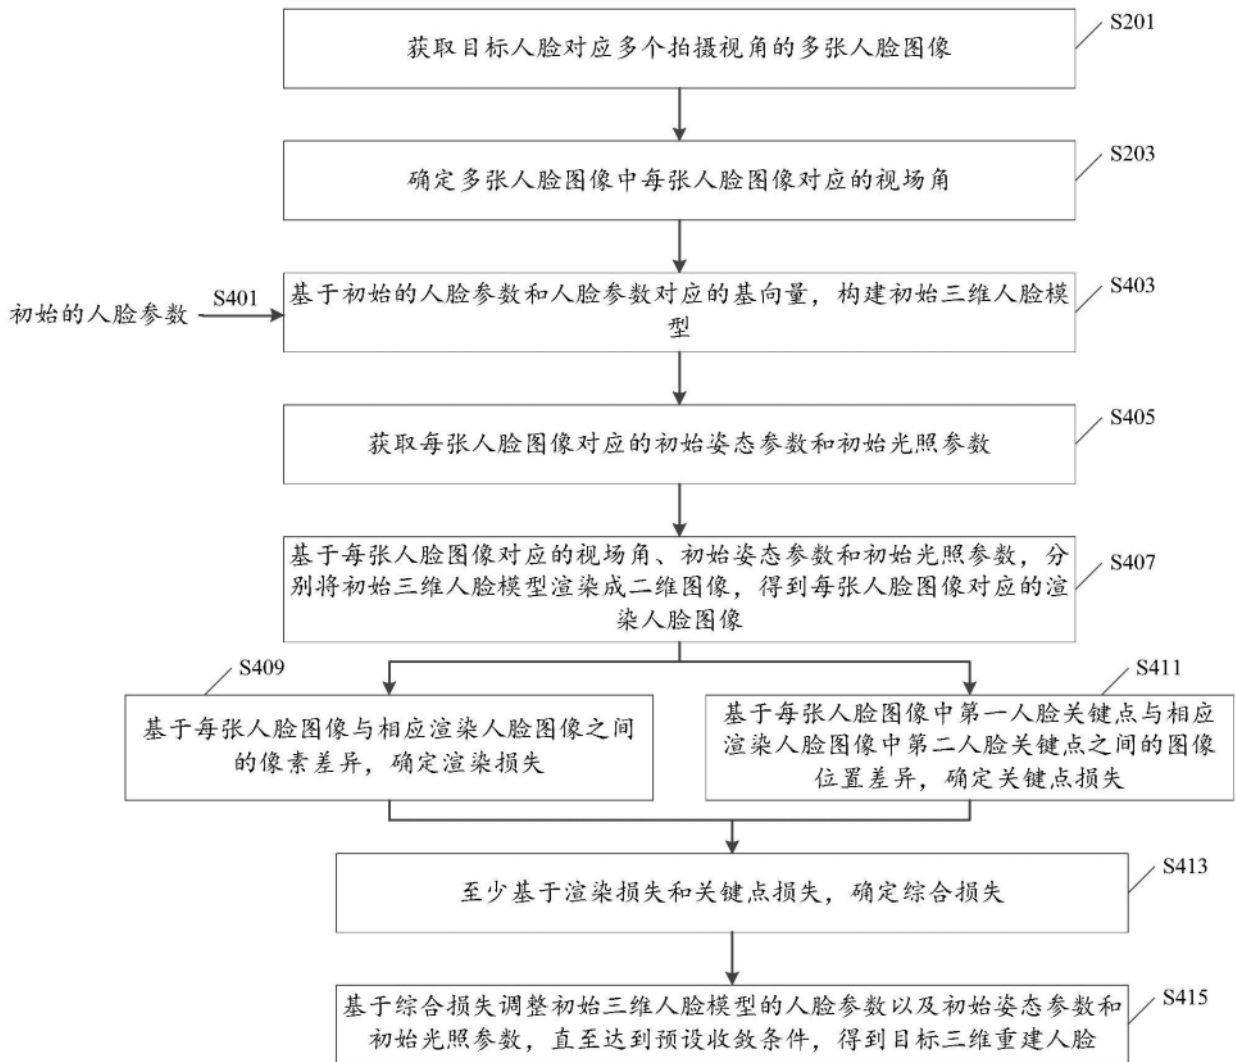 获取目标人脸对应多个拍摄视角的多张人脸图像
S201
确定多张人脸图像中每张人脸图像对应的视场角
S203
初始的人脸参数
S401
基于初始的人脸参数和人脸参数对应的基向量，构建初始三维人脸模
型
S403
获取每张人脸图像对应的初始姿态参数和初始光照参数
S405
基于每张人脸图像对应的视场角、初始姿态参数和初始光照参数，分
别将初始三维人脸模型渲染成二维图像，得到每张人脸图像对应的渲
染人脸图像
S407
S409
基于每张人脸图像与相应渲染人脸图像之间
的像素差异，确定渲染损失
S411
基于每张人脸图像中第一人脸关键点与相应
渲染人脸图像中第二人脸关键点之间的图像
位置差异，确定关键点损失
至少基于渲染损失和关键点损失，确定综合损失
S413
基于综合损失调整初始三维人脸模型的人脸参数以及初始姿态参数和
初始光照参数，直至达到预设收敛条件，得到目标三维重建人脸
S415